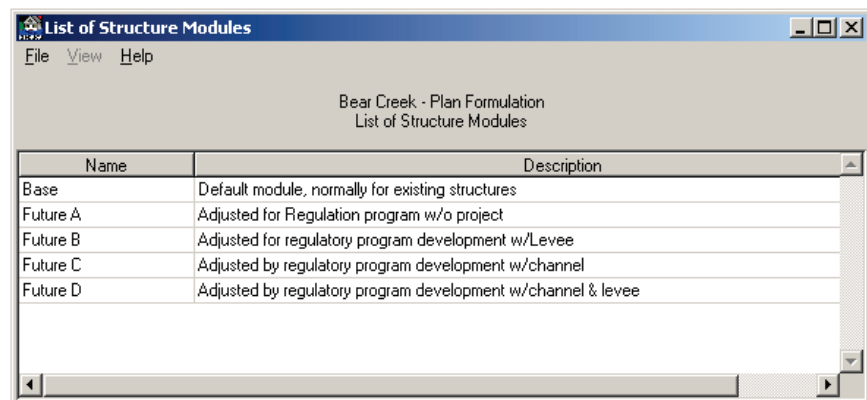 List of Structure Modules
File View Help
Bear Creek - Plan Formulation
List of Structure Modules
Name Description
Base Default module, normally for existing structures
Future A Adjusted for Regulation program w/o project
Future B Adjusted for regulatory program development w/Levee
Future C Adjusted by regulatory program development w/channel
Future D Adjusted by regulatory program development w/channel & levee